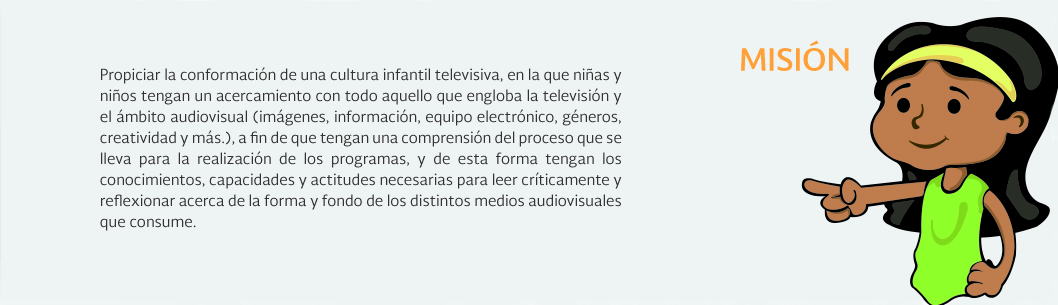 MISIÓN
Propiciar la conformación de una cultura infantil televisiva, en la que niñas y
niños tengan un acercamiento con todo aquello que engloba la televisión y
el ámbito audiovisual (imágenes, información, equipo electrónico, géneros,
creatividad y más.), a fin de que tengan una comprensión del proceso que se
lleva para la realización de los programas, y de esta forma tengan los
conocimientos, capacidades y actitudes necesarias para leer críticamente y
reflexionar acerca de la forma y fondo de los distintos medios audiovisuales
que consume.